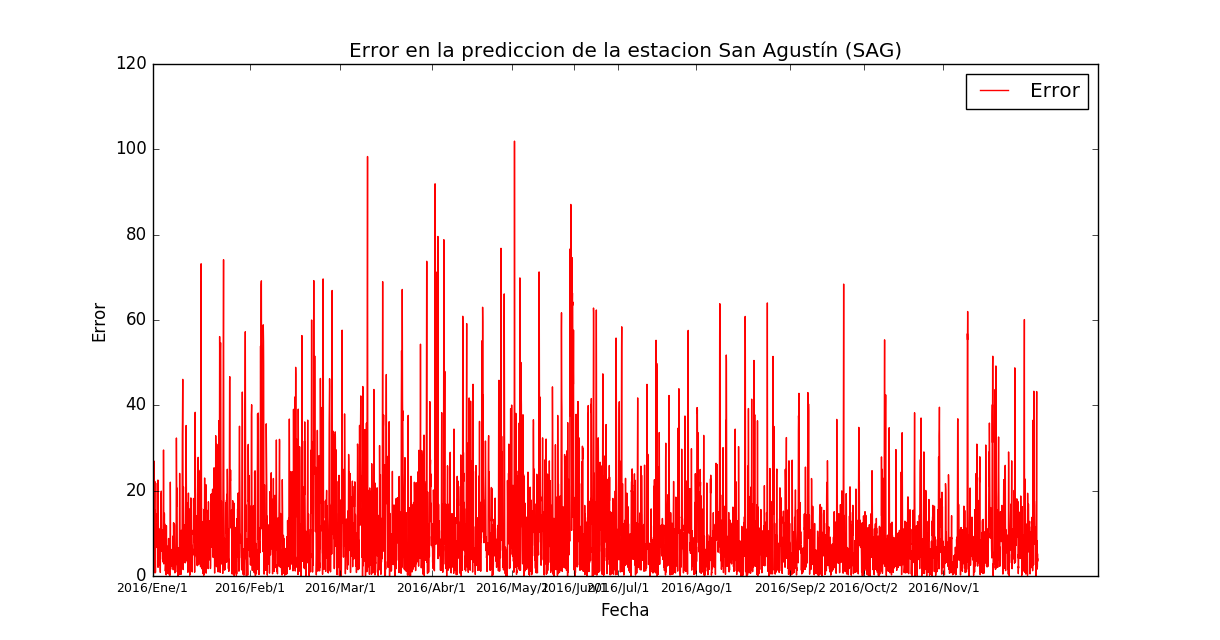 Error en la prediccion de la estacion San Agustín (SAG)
120
100
80
60
40
20
0
Error
Error
2016/Ene/1 2016/Feb/1 2016/Mar/1 2016/Abr/1 2016/May/1 2016/Jun/1 2016/Jul/1 2016/Ago/1 2016/Sep/2 2016/Oct/2 2016/Nov/1
Fecha